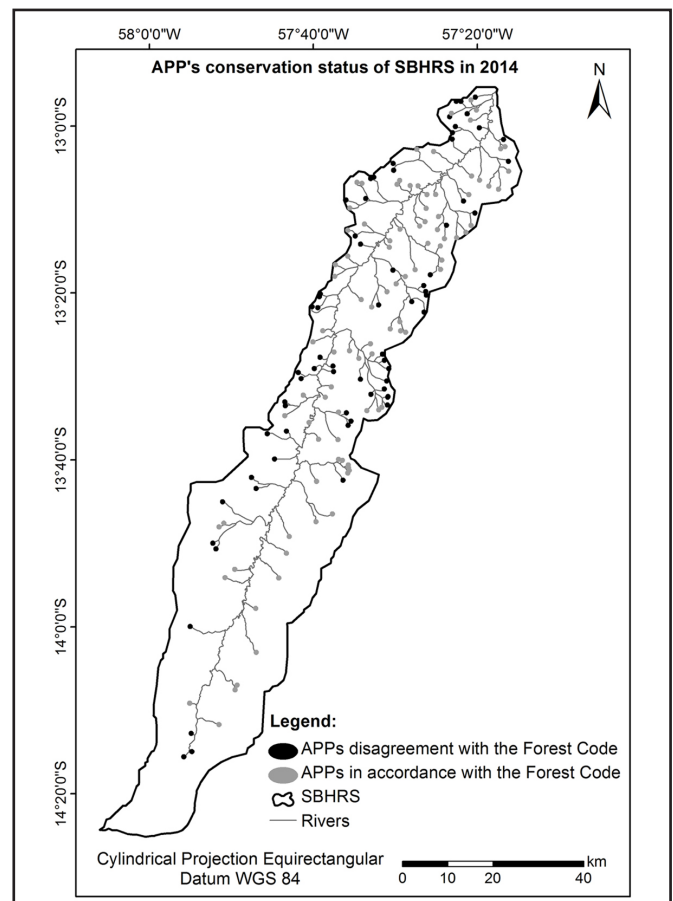 58°0'0"W 57°40'0"W 57°20'0"W
APP's conservation status of SBHRS in 2014
N
13°0'0"S
13°20'0"S
13°40'0"S
14°0'0"S
14°20'0"S
Legend:
APPs disagreement with the Forest Code
APPs in accordance with the Forest Code
SBHRS
Rivers
Cylindrical Projection Equirectangular
Datum WGS 84
km
0 10 20 40